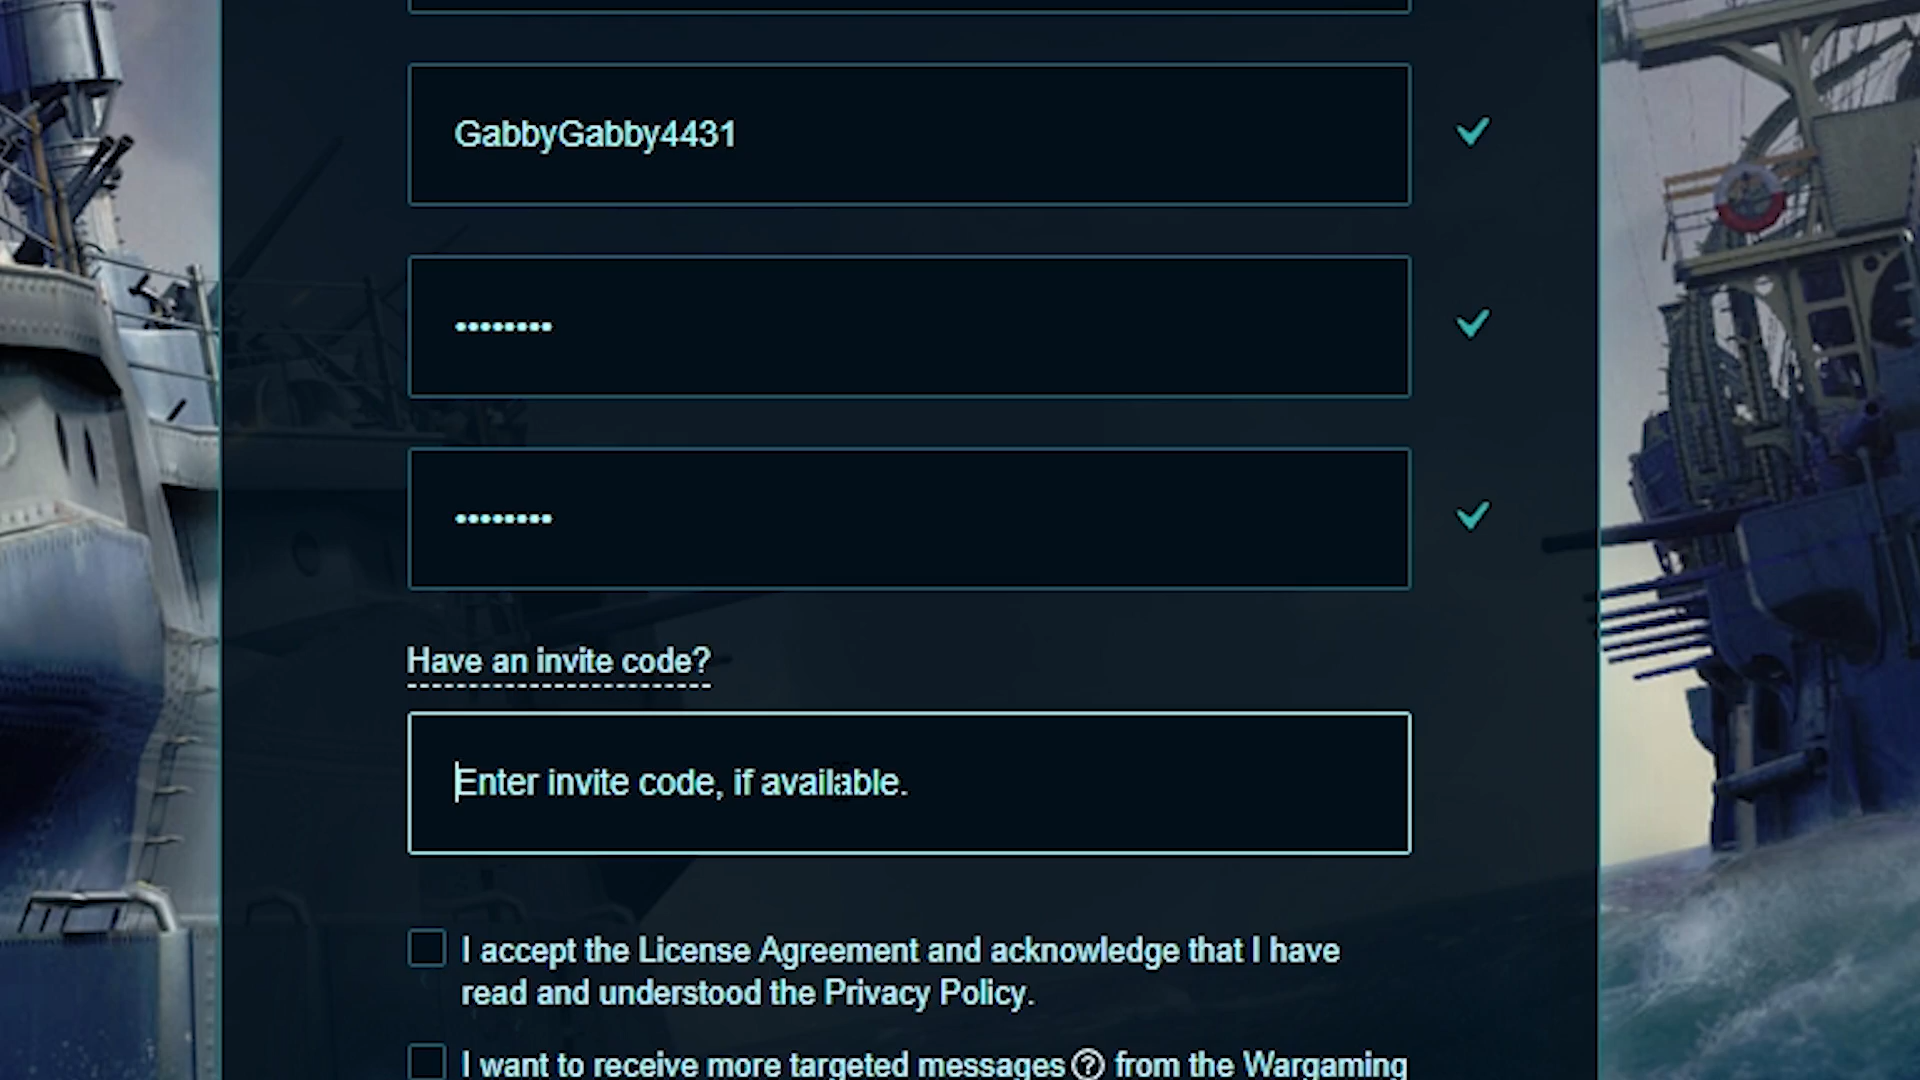 GabbyGabby4431
••••••••
••••••••
Have an invite code?
Enter invite code, if available.
I accept the License Agreement and acknowledge that I have
read and understood the Privacy Policy.
I want to receive more targeted messages ? from the Wargaming